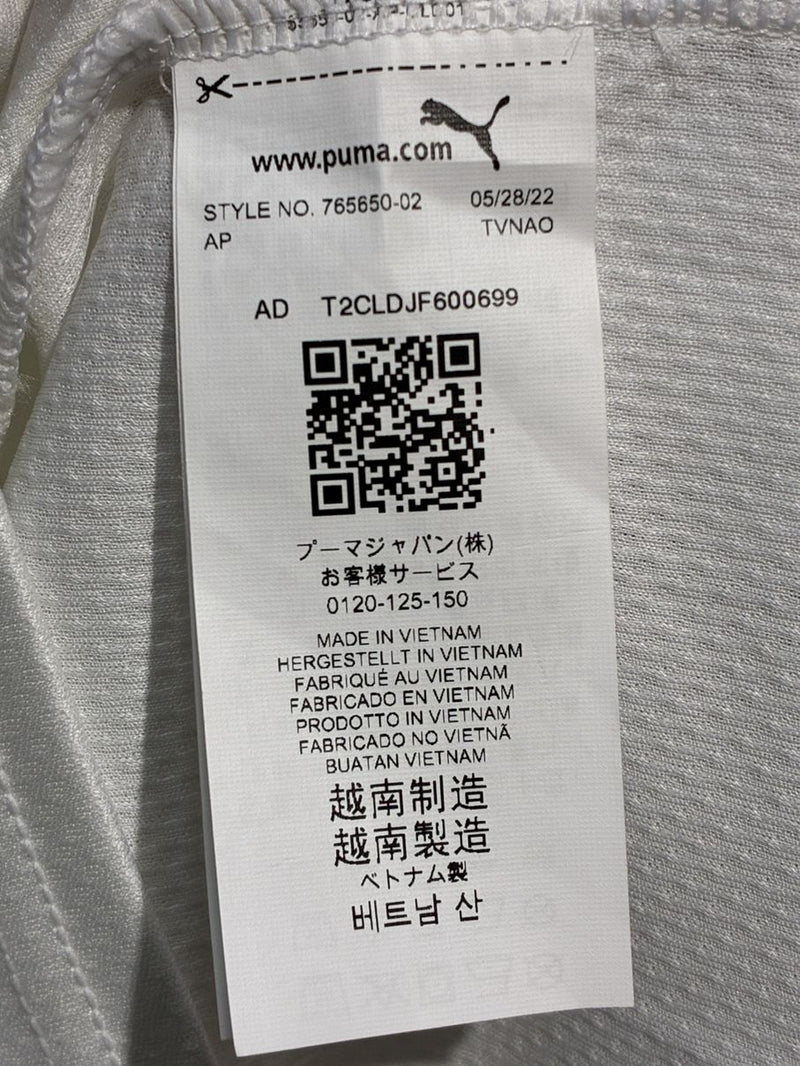 www.puma.com
STYLE NO. 765650-02 05/28/22
AP TVNAO
AD T2CLDJF600699
プーマジャパン(株)
お客様サービス
0120-125-150
MADE IN VIETNAM
HERGESTELLT IN VIETNAM
FABRIQUÉ AU VIETNAM
FABRICADO EN VIETNAM
PRODOTTO IN VIETNAM
FABRICADO NO VIETNÃ
BUATAN VIETNAM
越南制造
越南製造
ベトナム製
베트남 산